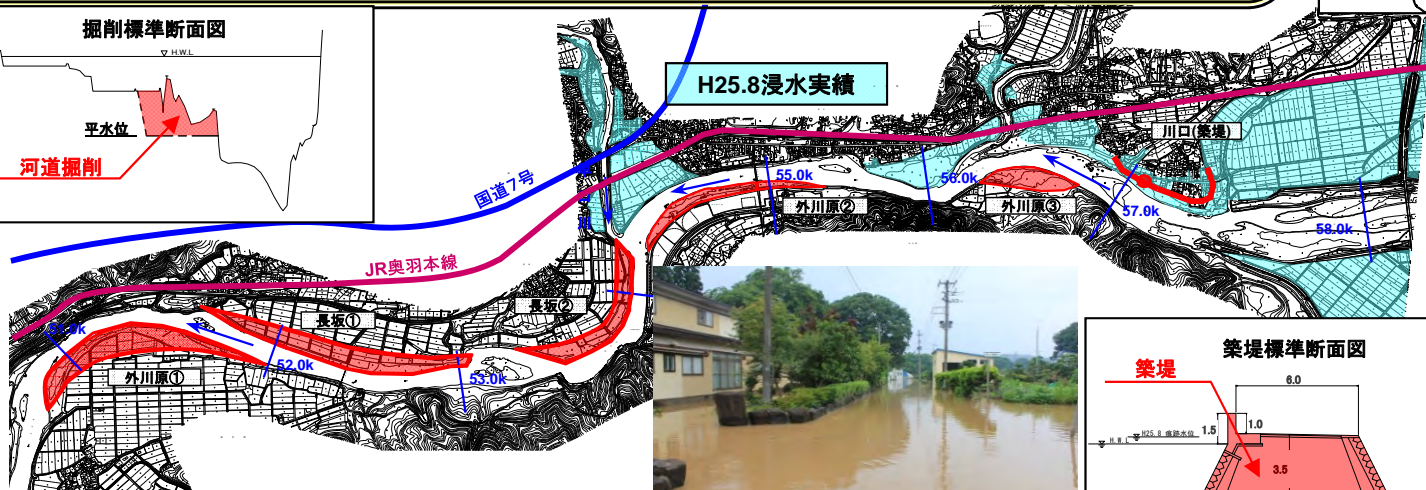 掘削標準断面図
H.W.L
平水位
河道掘削
H25.8浸水実績
国道7号
JR奥羽本線
川口(築堤)
55.0k
56.0k
57.0k
58.0k
外川原②
外川原③
長坂②
長坂①
外川原①
52.0k
53.0k
築堤標準断面図
築堤
6.0
H25.8 痕跡水位
1.5
1.0
H.W.L
3.5